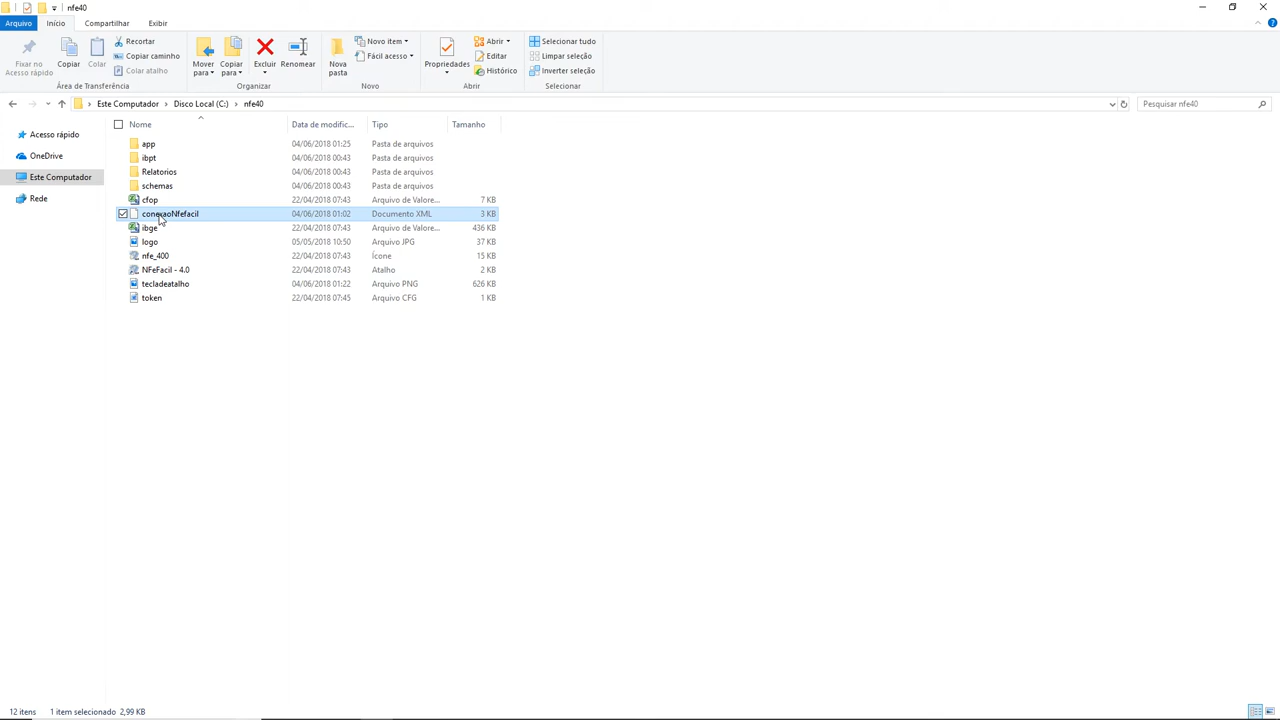 nfe40
Arquivo Início Compartilhar Exibir
Fixar no Acesso rápido
Copiar
Colar
Recortar
Copiar caminho
Colar atalho
Área de Transferência
Mover para
Copiar para
Excluir
Renomear
Organizar
Nova pasta
Novo item
Fácil acesso
Novo
Propriedades
Abrir
Editar
Histórico
Abrir
Selecionar tudo
Limpar seleção
Inverter seleção
Selecionar
Este Computador > Disco Local (C:) > nfe40
Pesquisar nfe40
Acesso rápido
OneDrive
Este Computador
Rede
Nome Data de modific... Tipo Tamanho
app 04/06/2018 01:25 Pasta de arquivos
ibpt 04/06/2018 00:43 Pasta de arquivos
Relatorios 04/06/2018 00:43 Pasta de arquivos
schemas 04/06/2018 00:43 Pasta de arquivos
cfop 22/04/2018 07:43 Arquivo de Valore... 7 KB
conexaoNfefacil 04/06/2018 01:02 Documento XML 3 KB
ibge 22/04/2018 07:43 Arquivo de Valore... 436 KB
logo 05/05/2018 10:50 Arquivo JPG 37 KB
nfe_400 22/04/2018 07:43 Ícone 15 KB
NFeFacil - 4.0 22/04/2018 07:43 Atalho 2 KB
tecladeatalho 04/06/2018 01:22 Arquivo PNG 626 KB
token 22/04/2018 07:45 Arquivo CFG 1 KB
12 itens 1 item selecionado 2,99 KB